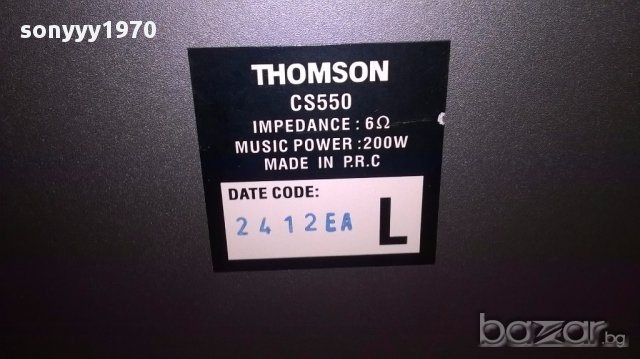 sonyyy1970
THOMSON
CS550
IMPEDANCE : 6Ω
MUSIC POWER :200W
MADE IN P.R.C
DATE CODE:
2412EA
L
bazar.bg